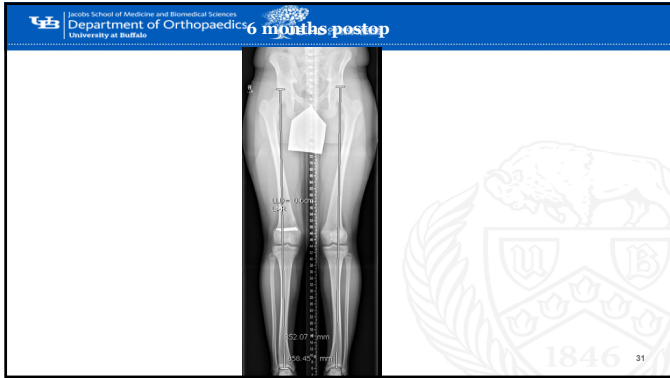 UB
Jacobs School of Medicine and Biomedical Sciences
Department of Orthopaedics
University at Buffalo
6 months postop
R
L>R
mm
mm
U B
1846
31